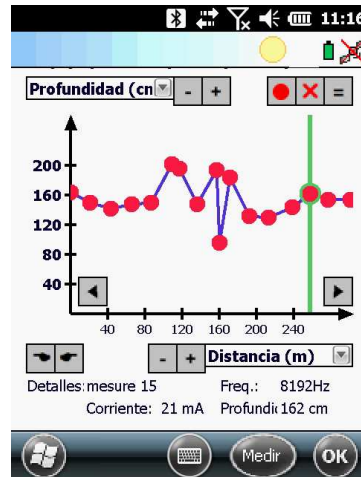 11:16
Profundidad (cn - + =
200
160
120
80
40
40 80 120 160 200 240
- + Distancia (m)
Detalles: mesure 15 Freq.: 8192Hz
Corriente: 21 mA Profundic 162 cm
Medir OK